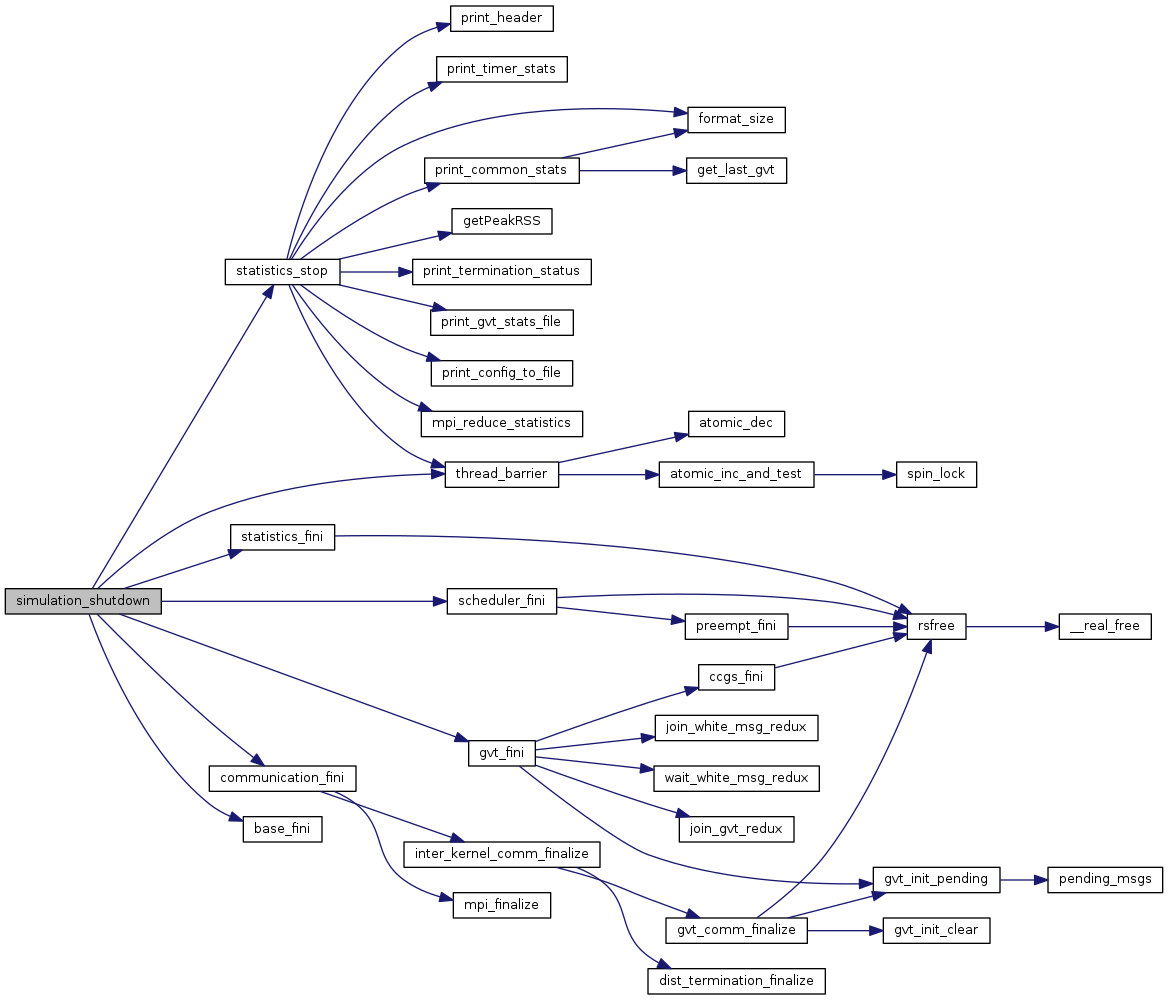 print_header
print_timer_stats
format_size
print_common_stats
get_last_gvt
getPeakRSS
statistics_stop
print_termination_status
print_gvt_stats_file
print_config_to_file
mpi_reduce_statistics
atomic_dec
thread_barrier
atomic_inc_and_test
spin_lock
statistics_fini
simulation_shutdown
scheduler_fini
preempt_fini
rsfree
__real_free
ccgs_fini
join_white_msg_redux
gvt_fini
communication_fini
wait_white_msg_redux
base_fini
join_gvt_redux
inter_kernel_comm_finalize
gvt_init_pending
pending_msgs
mpi_finalize
gvt_comm_finalize
gvt_init_clear
dist_termination_finalize